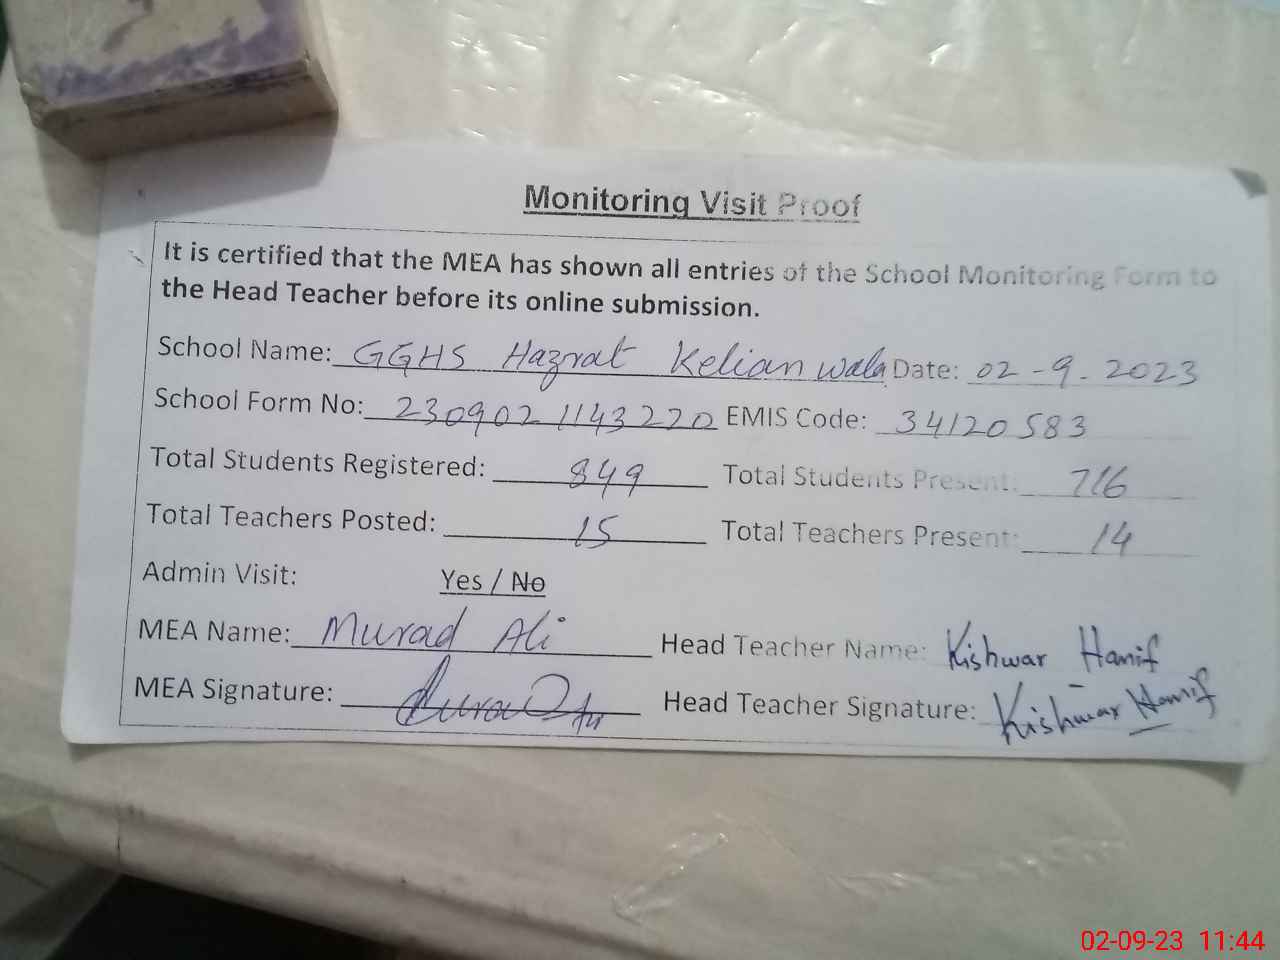 Monitoring Visit Proof
It is certified that the MEA has shown all entries of the School Monitoring Form to
the Head Teacher before its online submission.
School Name: GGHS Hazrat Kelian wala Date: 02-9-2023
School Form No: 2309021143220 EMIS Code: 34120583
Total Students Registered: 849 Total Students Present: 716
Total Teachers Posted: 15 Total Teachers Present: 14
Admin Visit: Yes / No
MEA Name: Murad Ali Head Teacher Name: Kishwar Hanif
MEA Signature: Murad Ali Head Teacher Signature: Kishwar Hanif
02-09-23 11:44